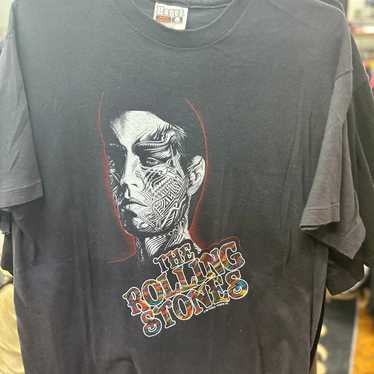 THE
ROLLING
STONES